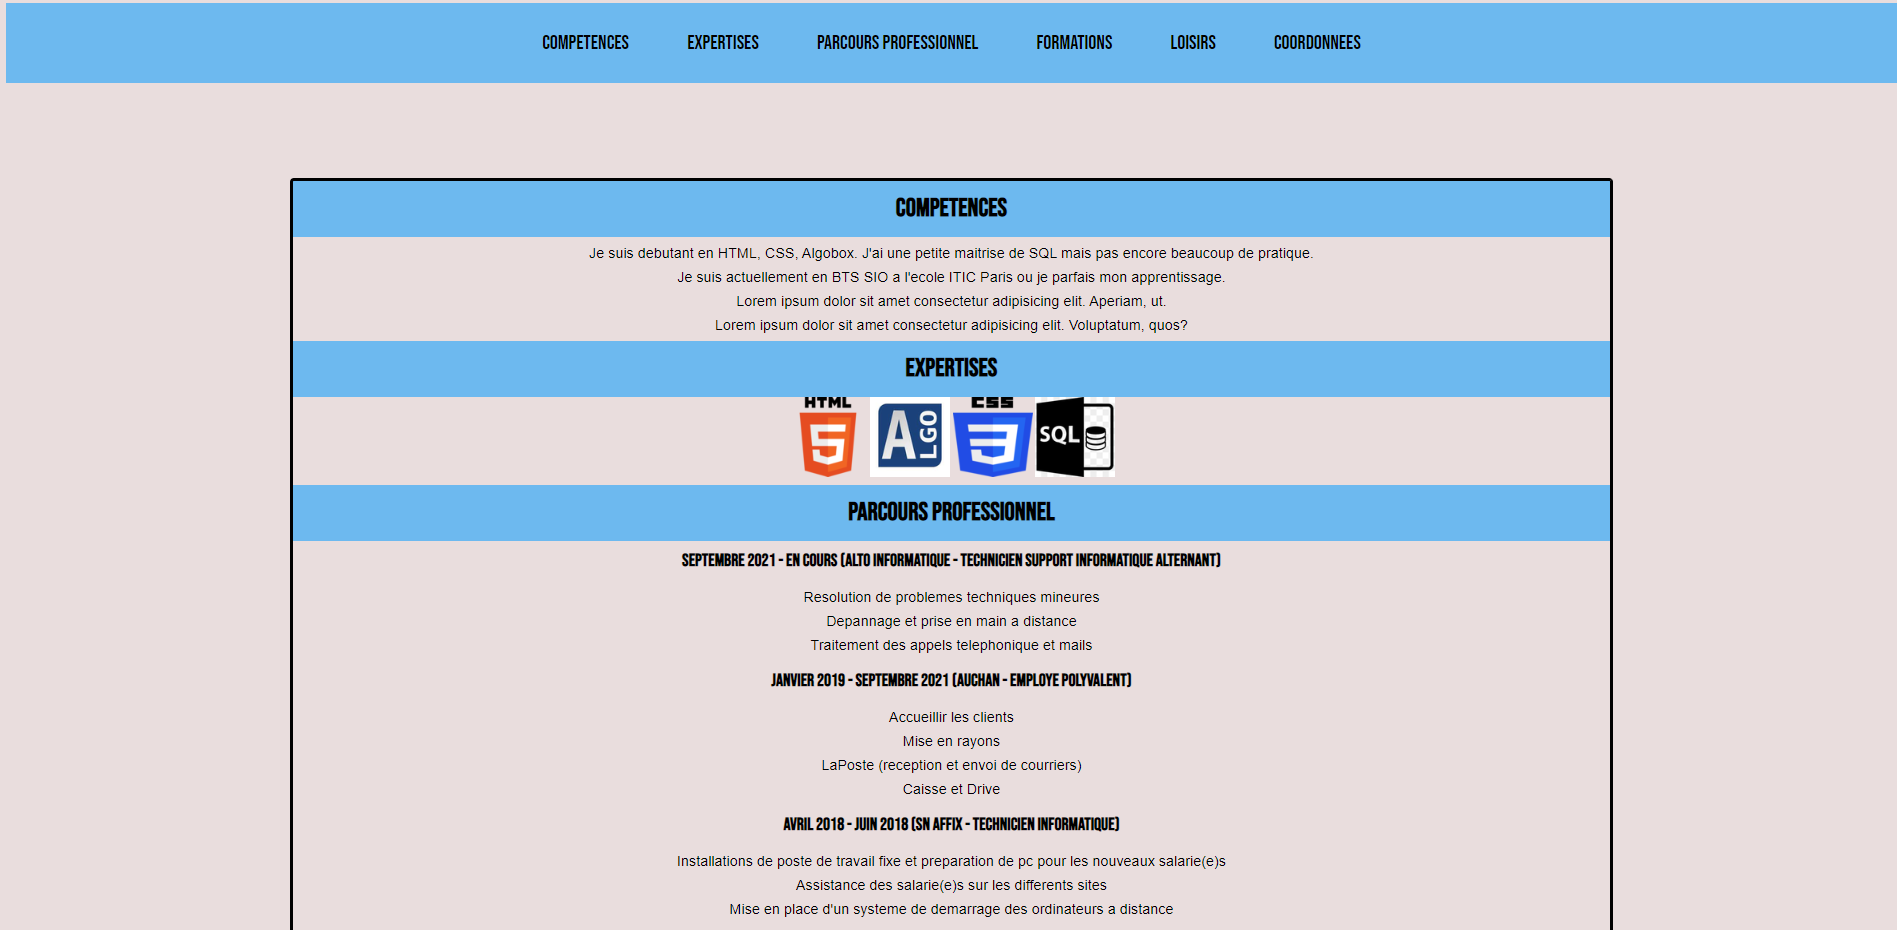 COMPETENCES EXPERTISES PARCOURS PROFESSIONNEL FORMATIONS LOISIRS COORDONNEES
COMPETENCES
Je suis debutant en HTML, CSS, Algobox. J'ai une petite maitrise de SQL mais pas encore beaucoup de pratique.
Je suis actuellement en BTS SIO a l'ecole ITIC Paris ou je parfais mon apprentissage.
Lorem ipsum dolor sit amet consectetur adipisicing elit. Aperiam, ut.
Lorem ipsum dolor sit amet consectetur adipisicing elit. Voluptatum, quos?
EXPERTISES
HTML 5 ALGO CSS 3 SQL
PARCOURS PROFESSIONNEL
SEPTEMBRE 2021 - EN COURS (ALTO INFORMATIQUE - TECHNICIEN SUPPORT INFORMATIQUE ALTERNANT)
Resolution de problemes techniques mineures
Depannage et prise en main a distance
Traitement des appels telephonique et mails
JANVIER 2019 - SEPTEMBRE 2021 (AUCHAN - EMPLOYE POLYVALENT)
Accueillir les clients
Mise en rayons
LaPoste (reception et envoi de courriers)
Caisse et Drive
AVRIL 2018 - JUIN 2018 (SN AFFIX - TECHNICIEN INFORMATIQUE)
Installations de poste de travail fixe et preparation de pc pour les nouveaux salarie(e)s
Assistance des salarie(e)s sur les differents sites
Mise en place d'un systeme de demarrage des ordinateurs a distance